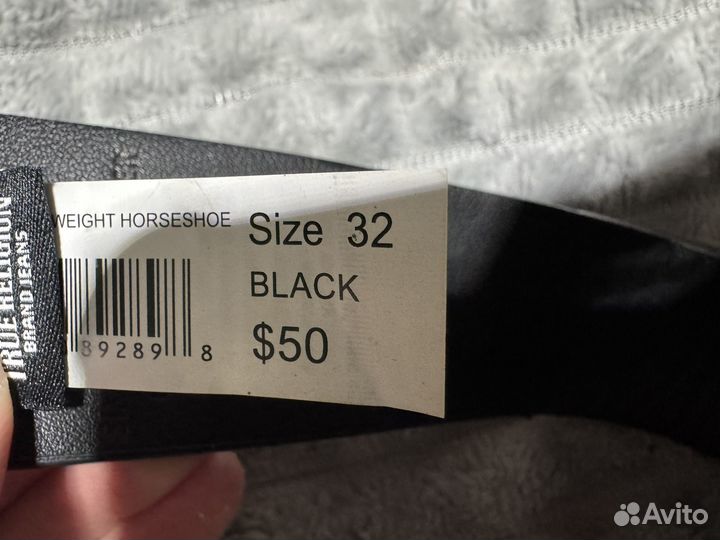 TRUE RELIGION
BRAND JEANS
WEIGHT HORSESHOE
Size 32
BLACK
$50
89289 8
Avito